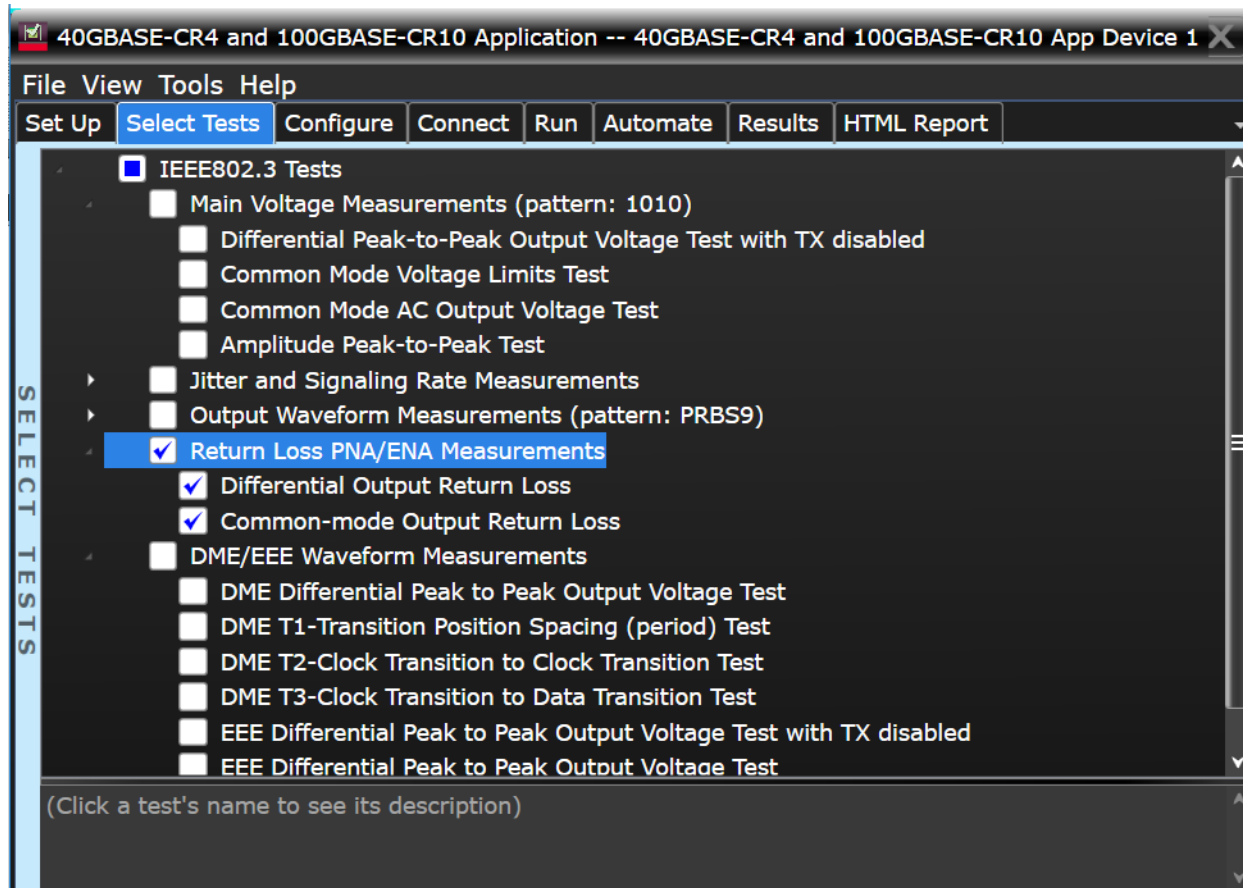 40GBASE-CR4 and 100GBASE-CR10 Application -- 40GBASE-CR4 and 100GBASE-CR10 App Device 1
File View Tools Help
Set Up Select Tests Configure Connect Run Automate Results HTML Report
SELECT TESTS
IEEE802.3 Tests
Main Voltage Measurements (pattern: 1010)
Differential Peak-to-Peak Output Voltage Test with TX disabled
Common Mode Voltage Limits Test
Common Mode AC Output Voltage Test
Amplitude Peak-to-Peak Test
Jitter and Signaling Rate Measurements
Output Waveform Measurements (pattern: PRBS9)
Return Loss PNA/ENA Measurements
Differential Output Return Loss
Common-mode Output Return Loss
DME/EEE Waveform Measurements
DME Differential Peak to Peak Output Voltage Test
DME T1-Transition Position Spacing (period) Test
DME T2-Clock Transition to Clock Transition Test
DME T3-Clock Transition to Data Transition Test
EEE Differential Peak to Peak Output Voltage Test with TX disabled
EEE Differential Peak to Peak Output Voltage Test
(Click a test's name to see its description)